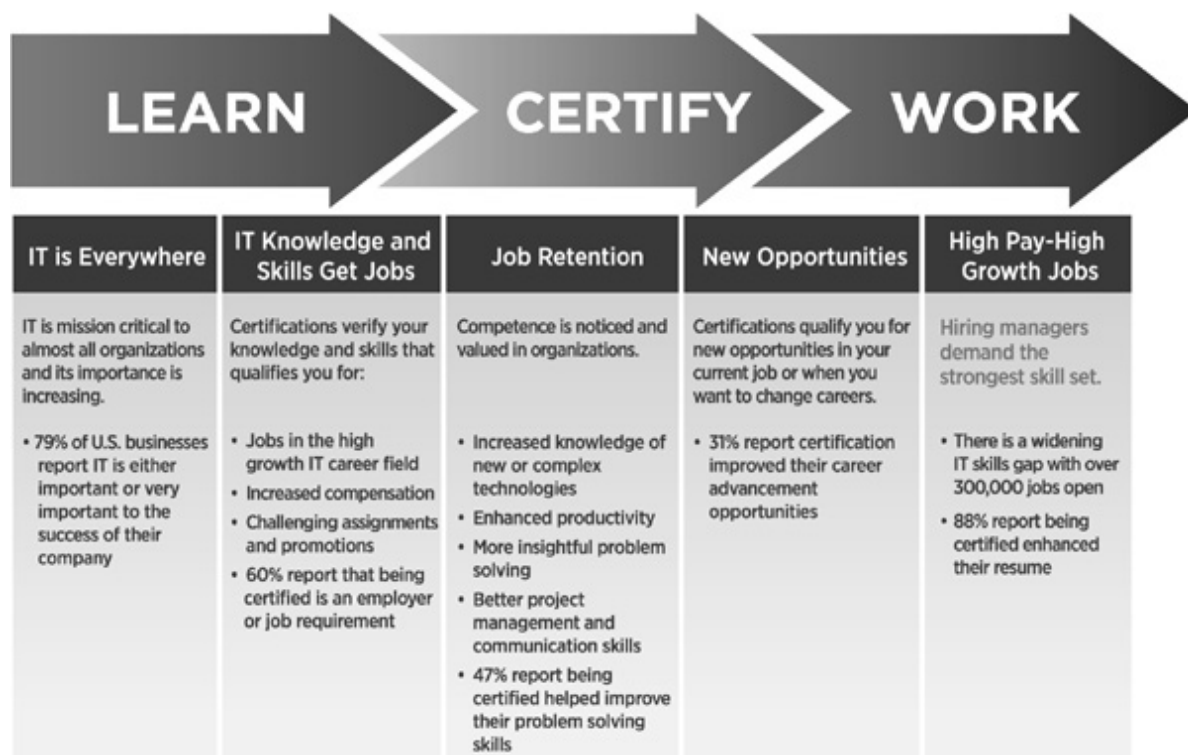 LEARN
CERTIFY
WORK
IT is Everywhere
IT is mission critical to
almost all organizations
and its importance is
increasing.
• 79% of U.S. businesses
report IT is either
important or very
important to the
success of their
company
IT Knowledge and
Skills Get Jobs
Certifications verify your
knowledge and skills that
qualifies you for:
• Jobs in the high
growth IT career field
• Increased compensation
• Challenging assignments
and promotions
• 60% report that being
certified is an employer
or job requirement
Job Retention
Competence is noticed and
valued in organizations.
• Increased knowledge of
new or complex
technologies
• Enhanced productivity
• More insightful problem
solving
• Better project
management and
communication skills
• 47% report being
certified helped improve
their problem solving
skills
New Opportunities
Certifications qualify you for
new opportunities in your
current job or when you
want to change careers.
• 31% report certification
improved their career
advancement
opportunities
High Pay-High
Growth Jobs
Hiring managers
demand the
strongest skill set.
• There is a widening
IT skills gap with over
300,000 jobs open
• 88% report being
certified enhanced
their resume